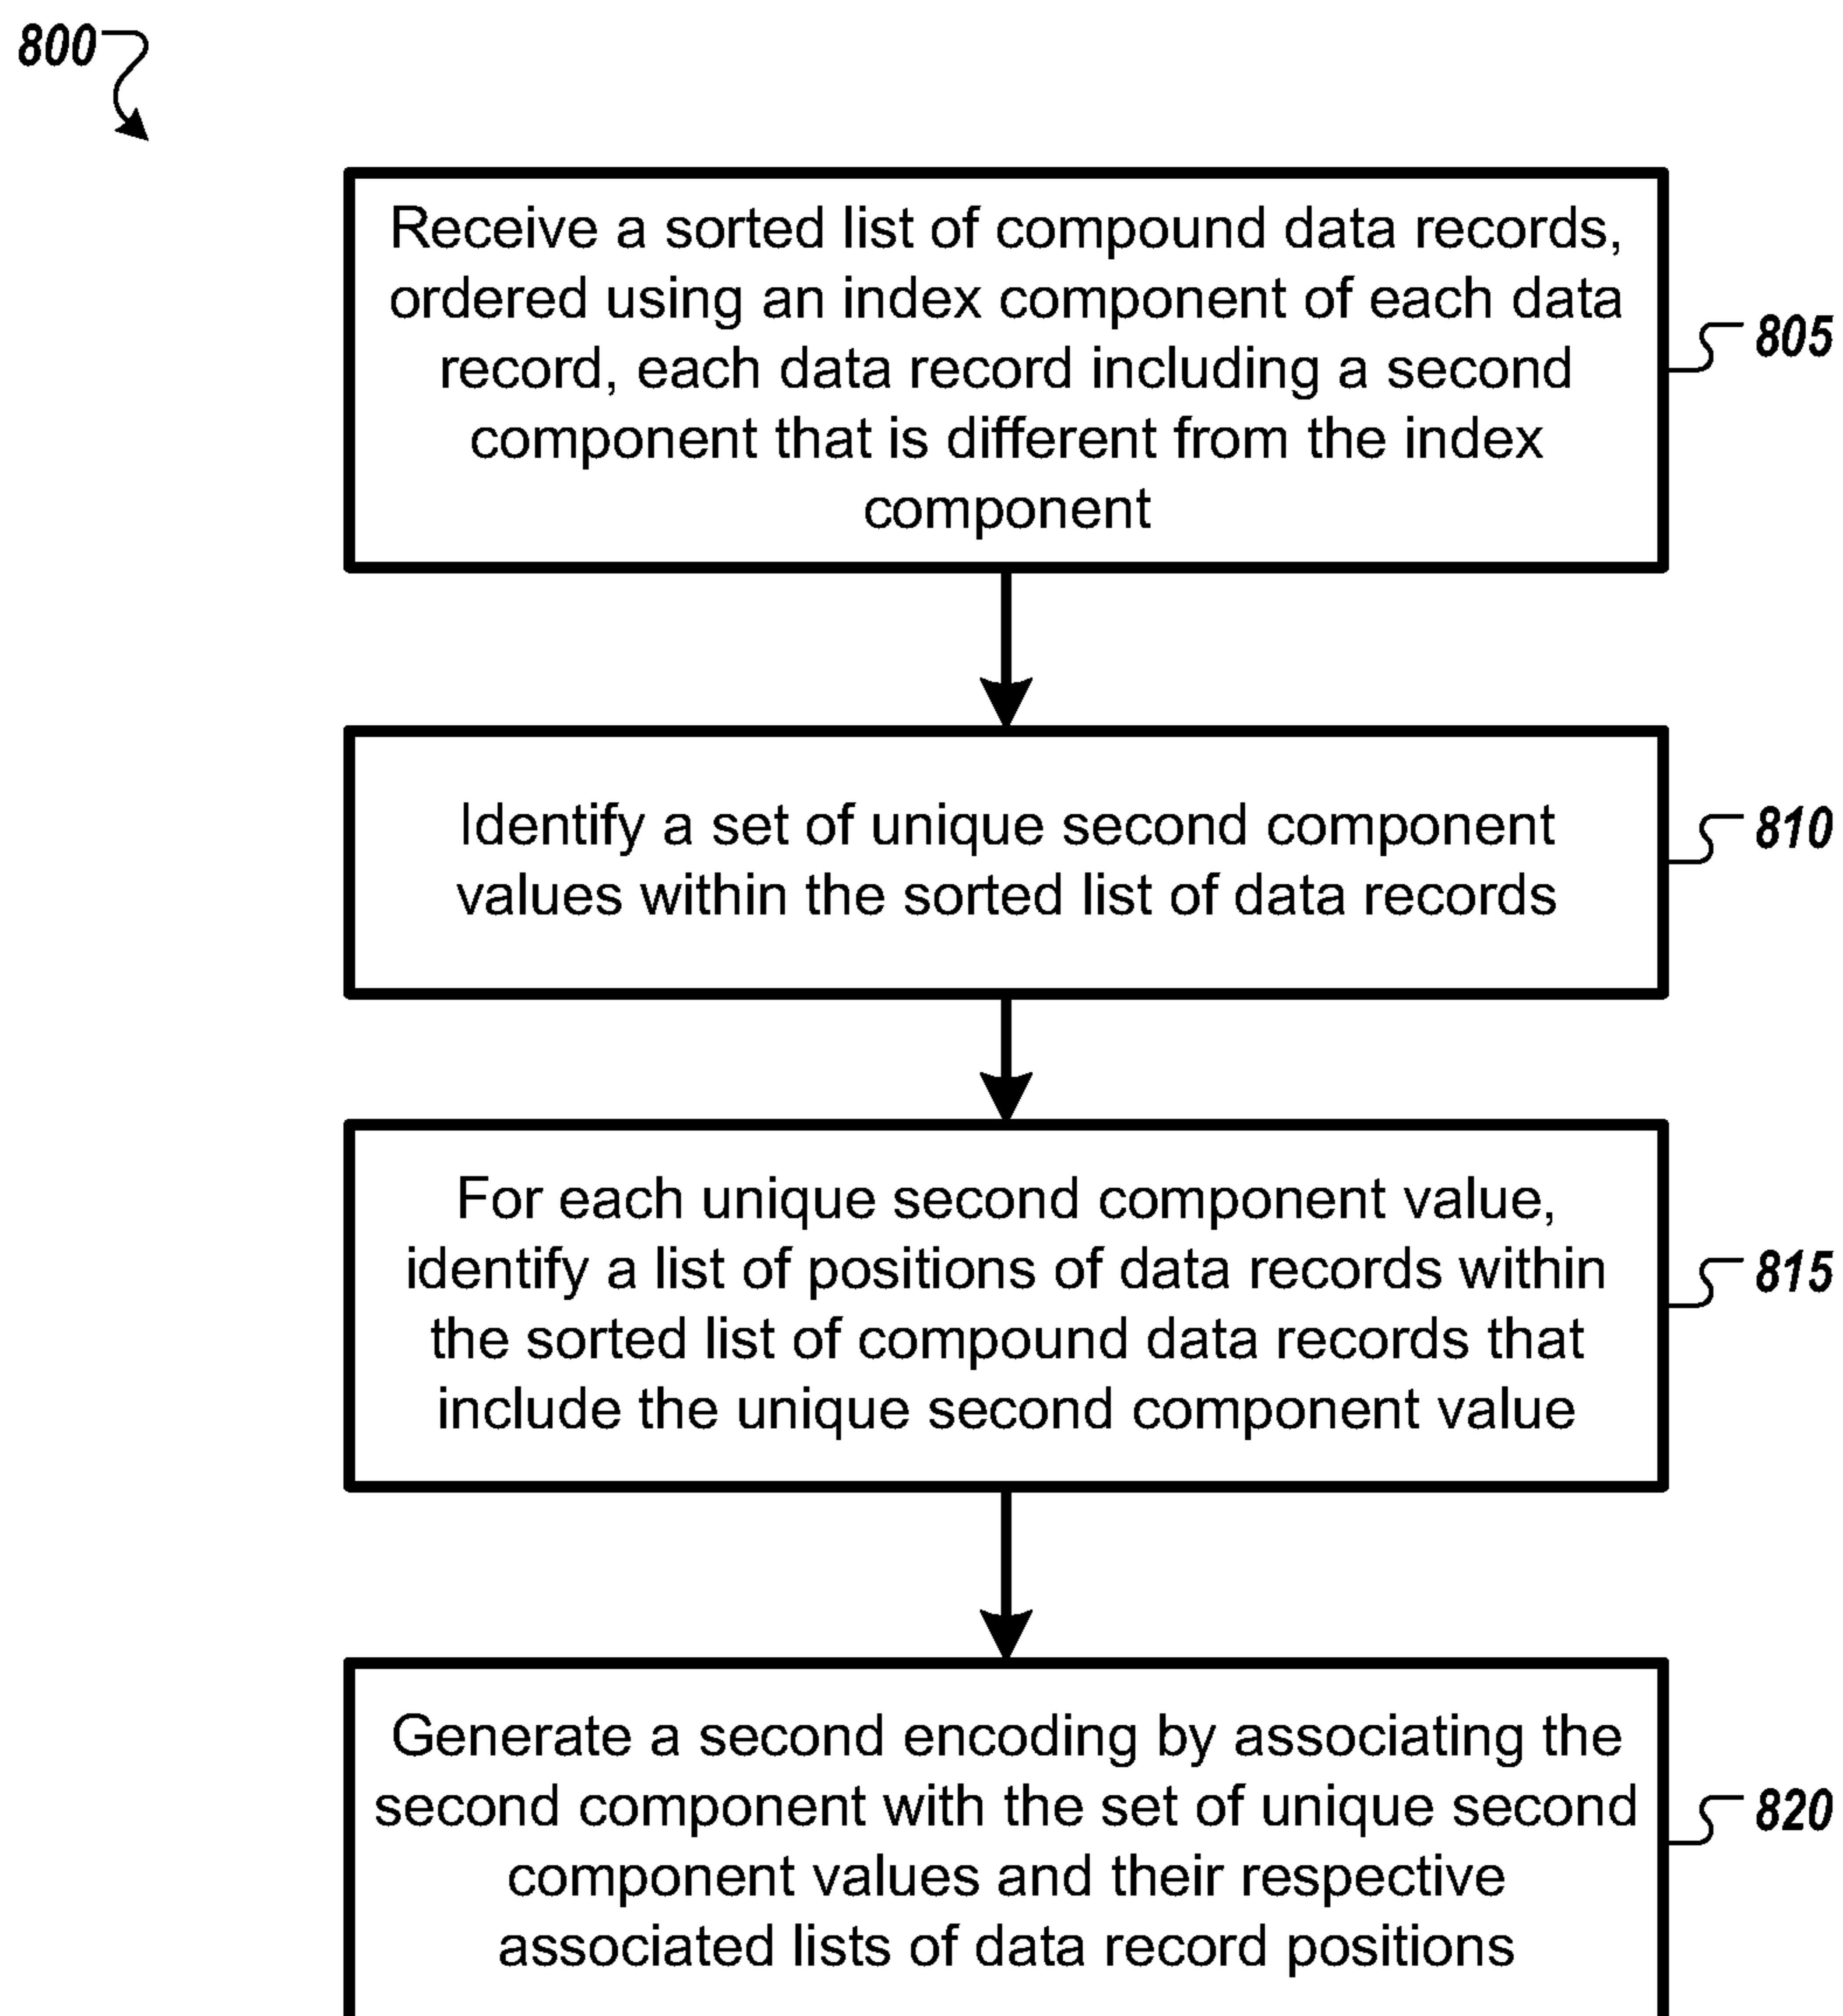 800
Receive a sorted list of compound data records,
ordered using an index component of each data
record, each data record including a second
component that is different from the index
component
805
Identify a set of unique second component
values within the sorted list of data records
810
For each unique second component value,
identify a list of positions of data records within
the sorted list of compound data records that
include the unique second component value
815
Generate a second encoding by associating the
second component with the set of unique second
component values and their respective
associated lists of data record positions
820